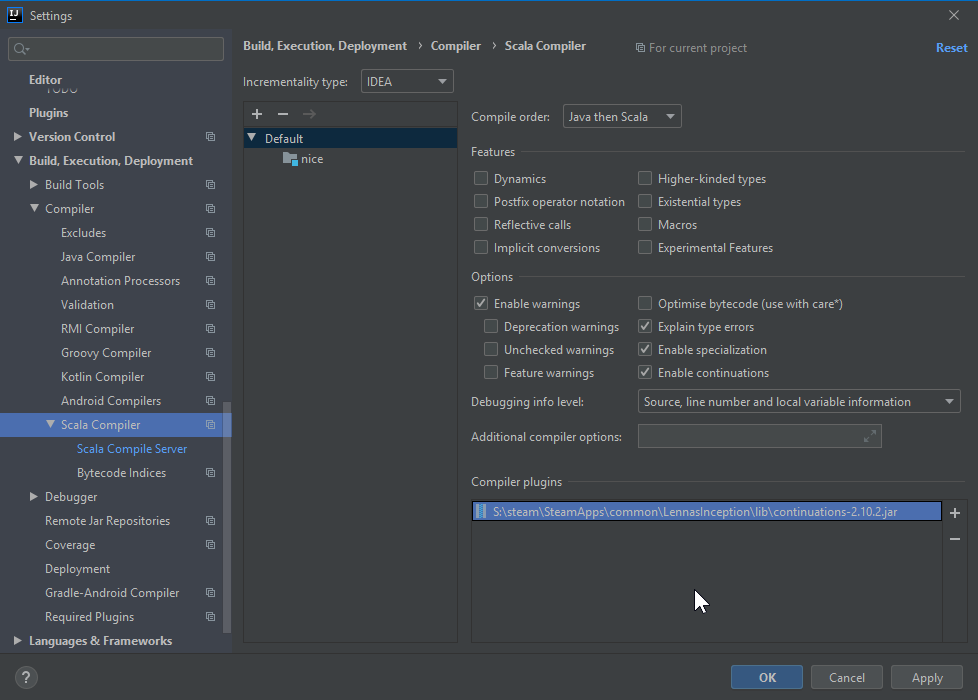 Settings
Editor
TODO
Plugins
Version Control
Build, Execution, Deployment
Build Tools
Compiler
Excludes
Java Compiler
Annotation Processors
Validation
RMI Compiler
Groovy Compiler
Kotlin Compiler
Android Compilers
Scala Compiler
Scala Compile Server
Bytecode Indices
Debugger
Remote Jar Repositories
Coverage
Deployment
Gradle-Android Compiler
Required Plugins
Languages & Frameworks
Build, Execution, Deployment › Compiler › Scala Compiler
For current project
Reset
Incrementality type: IDEA
Default
nice
Compile order: Java then Scala
Features
Dynamics
Higher-kinded types
Postfix operator notation
Existential types
Reflective calls
Macros
Implicit conversions
Experimental Features
Options
Enable warnings
Optimise bytecode (use with care*)
Deprecation warnings
Explain type errors
Unchecked warnings
Enable specialization
Feature warnings
Enable continuations
Debugging info level: Source, line number and local variable information
Additional compiler options:
Compiler plugins
S:\steam\SteamApps\common\LennasInception\lib\continuations-2.10.2.jar
?
OK
Cancel
Apply